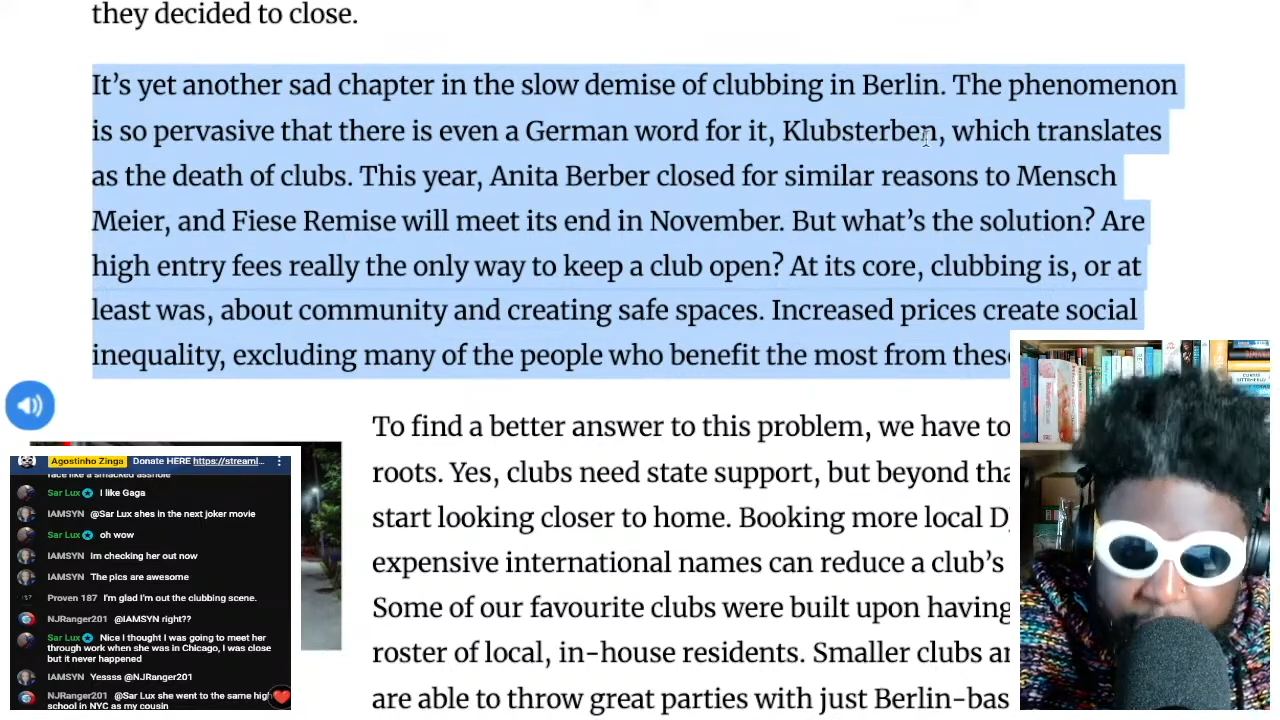 they decided to close.
It’s yet another sad chapter in the slow demise of clubbing in Berlin. The phenomenon
is so pervasive that there is even a German word for it, Klubsterben, which translates
as the death of clubs. This year, Anita Berber closed for similar reasons to Mensch
Meier, and Fiese Remise will meet its end in November. But what’s the solution? Are
high entry fees really the only way to keep a club open? At its core, clubbing is, or at
least was, about community and creating safe spaces. Increased prices create social
inequality, excluding many of the people who benefit the most from these
To find a better answer to this problem, we have to
roots. Yes, clubs need state support, but beyond tha
start looking closer to home. Booking more local D
expensive international names can reduce a club’s
Some of our favourite clubs were built upon having
roster of local, in-house residents. Smaller clubs ar
are able to throw great parties with just Berlin-bas
Agostinho Zinga Donate HERE https://streaml...
face like a smacked asshole
Sar Lux I like Gaga
IAMSYN @Sar Lux shes in the next joker movie
Sar Lux oh wow
IAMSYN Im checking her out now
IAMSYN The pics are awesome
Proven 187 I'm glad I'm out the clubbing scene.
NJRanger201 @IAMSYN right??
Sar Lux Nice I thought I was going to meet her
through work when she was in Chicago, I was close
but it never happened
IAMSYN Yessss @NJRanger201
NJRanger201 @Sar Lux she went to the same high
school in NYC as my cousin